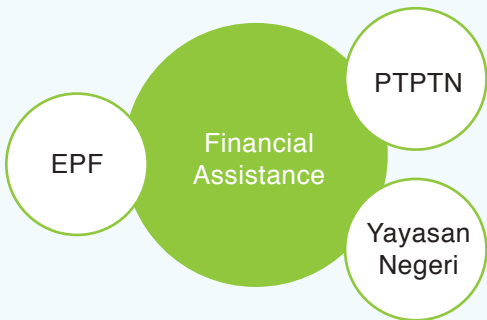 PTPTN
EPF
Financial
Assistance
Yayasan
Negeri